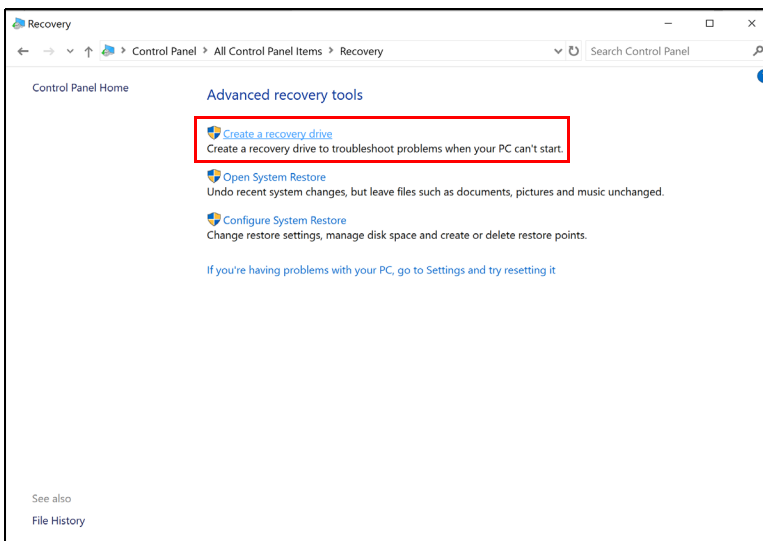 Recovery
Control Panel > All Control Panel Items > Recovery
Search Control Panel
Control Panel Home
Advanced recovery tools
Create a recovery drive
Create a recovery drive to troubleshoot problems when your PC can't start.
Open System Restore
Undo recent system changes, but leave files such as documents, pictures and music unchanged.
Configure System Restore
Change restore settings, manage disk space and create or delete restore points.
If you're having problems with your PC, go to Settings and try resetting it
See also
File History